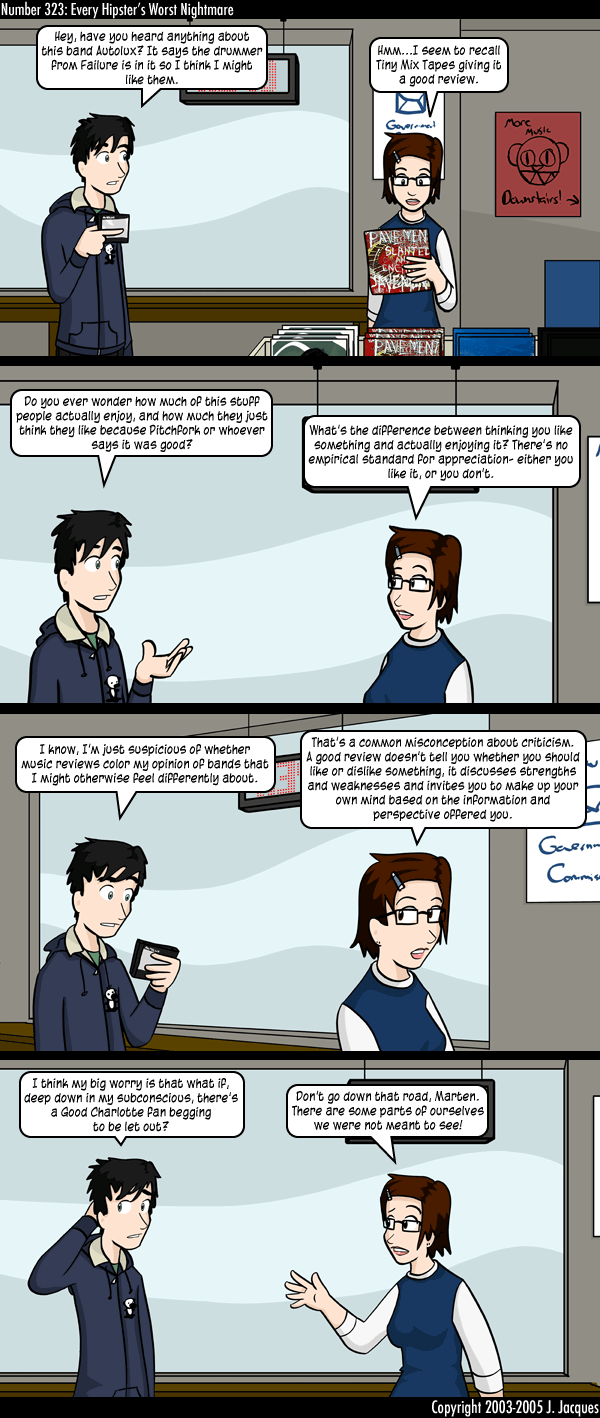 Number 323: Every Hipster's Worst Nightmare
Hey, have you heard anything about
this band Autolux? It says the drummer
from Failure is in it so I think I might
like them.
Hmm...I seem to recall
Tiny Mix Tapes giving it
a good review.
Government
More
Music
Downstairs! →
PAVEMEN
SLANTED
AND
ENC
PAVEMEN
PAVEMENT
Do you ever wonder how much of this stuff
people actually enjoy, and how much they just
think they like because Pitchfork or whoever
says it was good?
What's the difference between thinking you like
something and actually enjoying it? There's no
empirical standard for appreciation- either you
like it, or you don't.
I know, I'm just suspicious of whether
music reviews color my opinion of bands that
I might otherwise feel differently about.
That's a common misconception about criticism.
A good review doesn't tell you whether you should
like or dislike something, it discusses strengths
and weaknesses and invites you to make up your
own mind based on the information and
perspective offered you.
Governm
Commis
I think my big worry is that what if,
deep down in my subconscious, there's
a Good Charlotte fan begging
to be let out?
Don't go down that road, Marten.
There are some parts of ourselves
we were not meant to see!
Copyright 2003-2005 J. Jacques